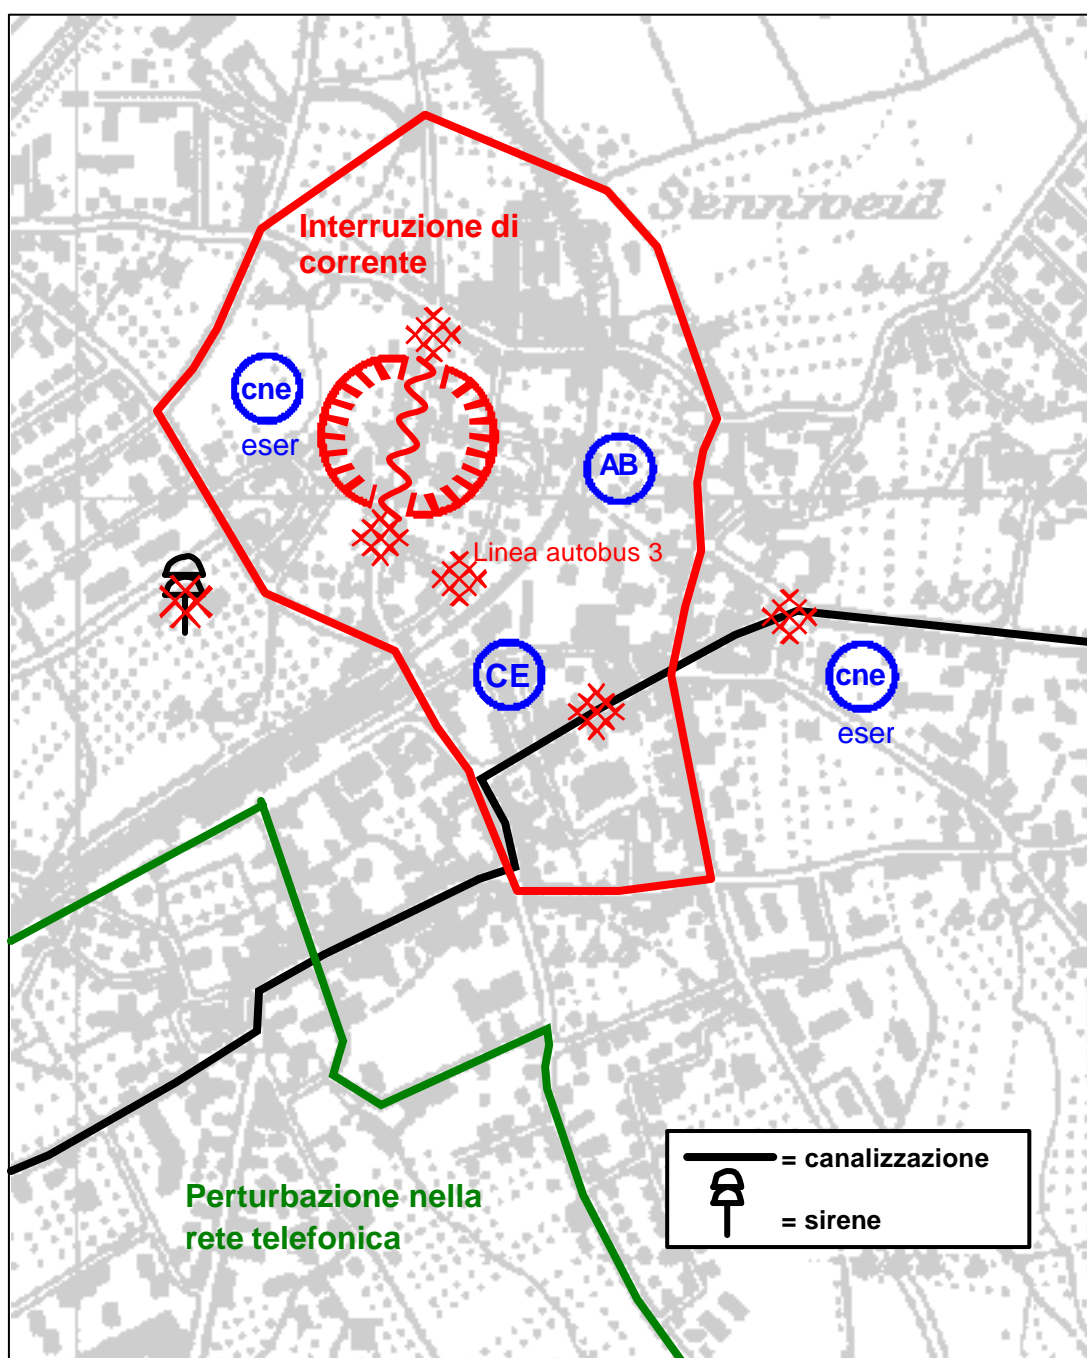 Interruzione di
corrente
cne
eser
AB
Linea autobus 3
CE
cne
eser
= canalizzazione
= sirene
Perturbazione nella
rete telefonica